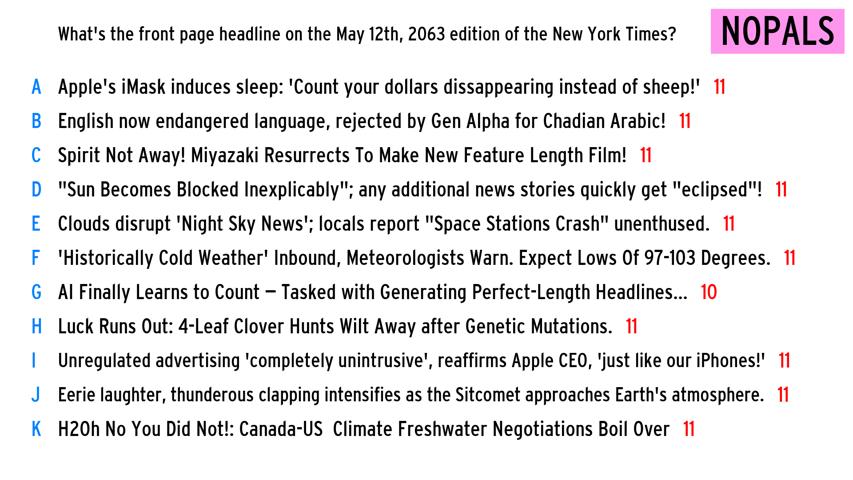 What's the front page headline on the May 12th, 2063 edition of the New York Times?
NOPALS
A Apple's iMask induces sleep: 'Count your dollars dissappearing instead of sheep!' 11
B English now endangered language, rejected by Gen Alpha for Chadian Arabic! 11
C Spirit Not Away! Miyazaki Resurrects To Make New Feature Length Film! 11
D "Sun Becomes Blocked Inexplicably"; any additional news stories quickly get "eclipsed"! 11
E Clouds disrupt 'Night Sky News'; locals report "Space Stations Crash" unenthused. 11
F 'Historically Cold Weather' Inbound, Meteorologists Warn. Expect Lows Of 97-103 Degrees. 11
G AI Finally Learns to Count – Tasked with Generating Perfect-Length Headlines... 10
H Luck Runs Out: 4-Leaf Clover Hunts Wilt Away after Genetic Mutations. 11
I Unregulated advertising 'completely unintrusive', reaffirms Apple CEO, 'just like our iPhones!' 11
J Eerie laughter, thunderous clapping intensifies as the Sitcomet approaches Earth's atmosphere. 11
K H2Oh No You Did Not!: Canada-US  Climate Freshwater Negotiations Boil Over 11